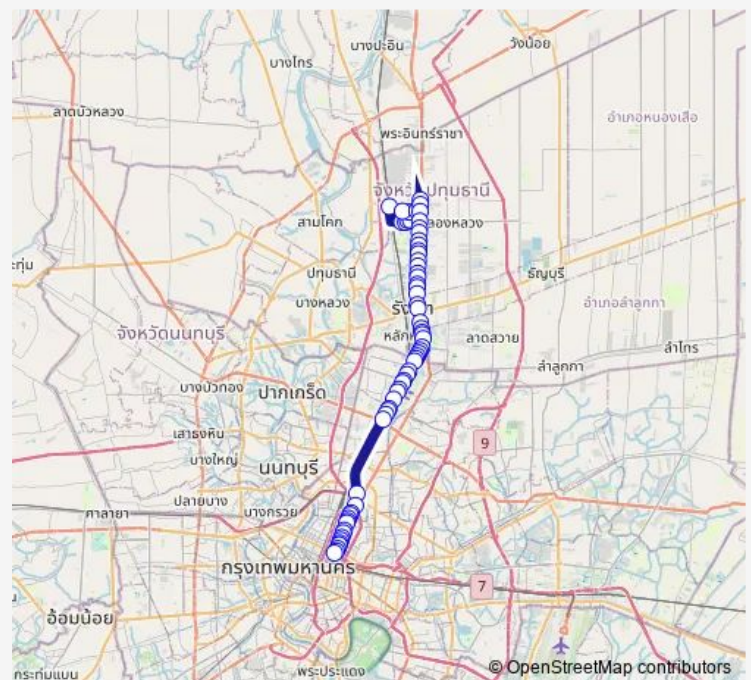 บางปะอิน
วังน้อย
บางไทร
ลาดบัวหลวง
อำเภอหนองเสือ
พระอินทร์ราชา
สามโคก
ธัญบุรี
ปทุมธานี
บางหลวง
อำเภอลำลูกกา
จังหวัดนนทบุรี
ลาดสวาย
ลำไทร
ลำลูกกา
บางบัวทอง
ปากเกร็ด
เสาธงหิน
บางใหญ่
9
นนทบุรี
ปลายบาง
บางกรวย
ศาลายา
กรุงเทพมหานคร
7
อ้อมน้อย
พระประแดง
กระทุ่มแบน
© OpenStreetMap contributors